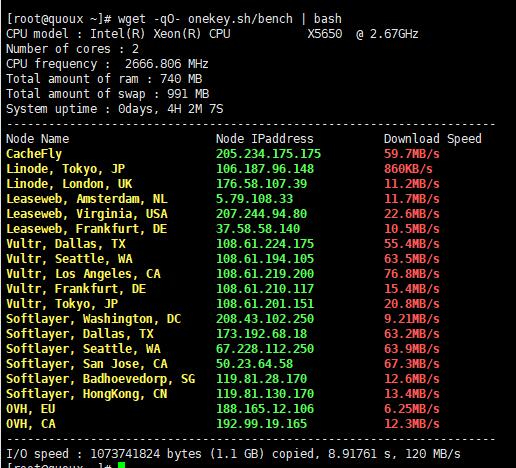 [root@quoux ~]# wget -qO- onekey.sh/bench | bash
CPU model : Intel(R) Xeon(R) CPU           X5650  @ 2.67GHz
Number of cores : 2
CPU frequency :  2666.806 MHz
Total amount of ram : 740 MB
Total amount of swap : 991 MB
System uptime : 0days, 4H 2M 7S
----------------------------------------------------------------------
Node Name                     Node IPaddress          Download Speed
CacheFly                      205.234.175.175         59.7MB/s
Linode, Tokyo, JP             106.187.96.148          860KB/s
Linode, London, UK            176.58.107.39           11.2MB/s
Leaseweb, Amsterdam, NL       5.79.108.33             11.7MB/s
Leaseweb, Virginia, USA       207.244.94.80           22.6MB/s
Leaseweb, Frankfurt, DE       37.58.58.140            10.5MB/s
Vultr, Dallas, TX             108.61.224.175          55.4MB/s
Vultr, Seattle, WA            108.61.194.105          63.5MB/s
Vultr, Los Angeles, CA        108.61.219.200          76.8MB/s
Vultr, Frankfurt, DE          108.61.210.117          15.4MB/s
Vultr, Tokyo, JP              108.61.201.151          20.8MB/s
Softlayer, Washington, DC     208.43.102.250          9.21MB/s
Softlayer, Dallas, TX         173.192.68.18           63.2MB/s
Softlayer, Seattle, WA        67.228.112.250          63.9MB/s
Softlayer, San Jose, CA       50.23.64.58             67.3MB/s
Softlayer, Badhoevedorp, SG   119.81.28.170           12.6MB/s
Softlayer, HongKong, CN       119.81.130.170          13.4MB/s
OVH, EU                       188.165.12.106          6.25MB/s
OVH, CA                       192.99.19.165           12.3MB/s
----------------------------------------------------------------------
I/O speed : 1073741824 bytes (1.1 GB) copied, 8.91761 s, 120 MB/s
[root@quoux ~]#